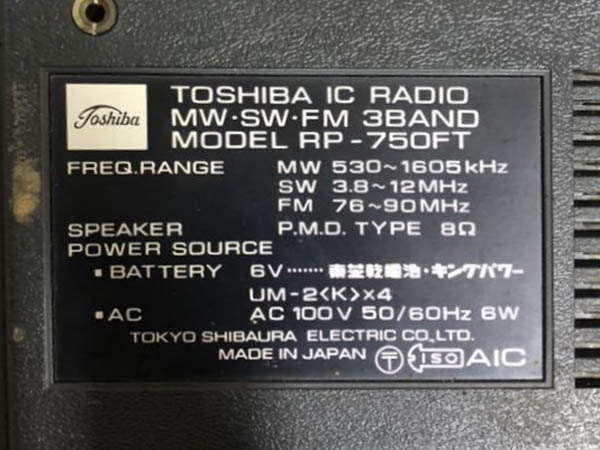 Toshiba
TOSHIBA IC RADIO
MW·SW·FM 3BAND
MODEL RP-750FT
FREQ.RANGE MW 530~1605kHz
SW 3.8~12MHz
FM 76~90MHz
SPEAKER P.M.D. TYPE 8Ω
POWER SOURCE
▪ BATTERY 6V······· 東芝乾電池・キングパワー
UM-2〈K〉×4
▪ AC AC 100V 50/60Hz 6W
TOKYO SHIBAURA ELECTRIC CO.,LTD.
MADE IN JAPAN 〒 ISO AIC